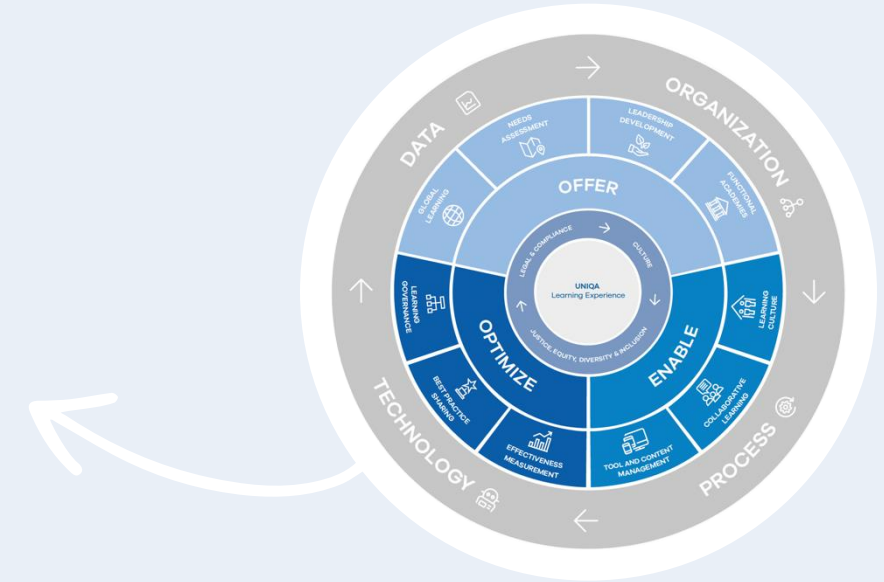 DATA
ORGANIZATION
PROCESS
TECHNOLOGY
GLOBAL
LEARNING
NEEDS
ASSESSMENT
LEADERSHIP
DEVELOPMENT
FUNCTIONAL
ACADEMIES
LEARNING
CULTURE
COLLABORATIVE
LEARNING
TOOL AND CONTENT
MANAGEMENT
EFFECTIVENESS
MEASUREMENT
BEST PRACTICE
SHARING
LEARNING
GOVERNANCE
OFFER
ENABLE
OPTIMIZE
LEGAL & COMPLIANCE
CULTURE
JUSTICE, EQUITY, DIVERSITY & INCLUSION
UNIQA
Learning Experience